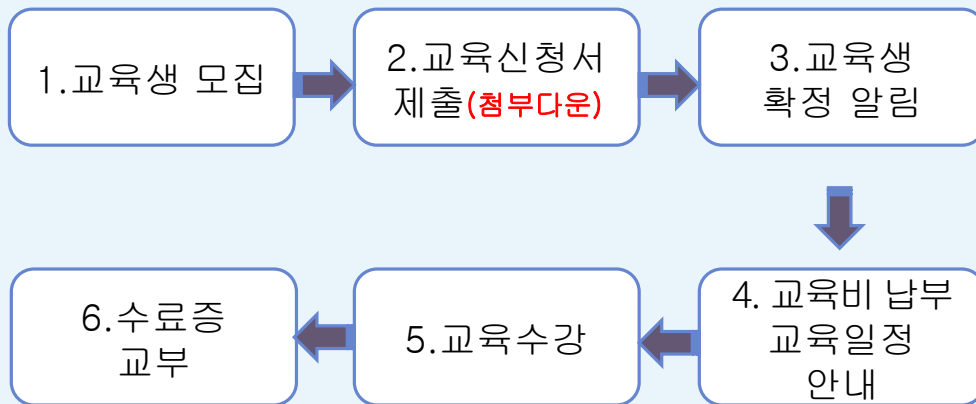 1.교육생 모집
2.교육신청서
제출(첨부다운)
3.교육생
확정 알림
4. 교육비 납부
교육일정
안내
5.교육수강
6.수료증
교부